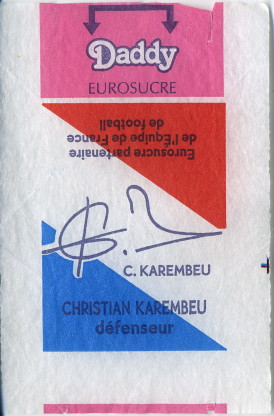 Daddy
EUROSUCRE
Eurosucre partenaire
de l'Equipe de France
de football
C. KAREMBEU
CHRISTIAN KAREMBEU
défenseur